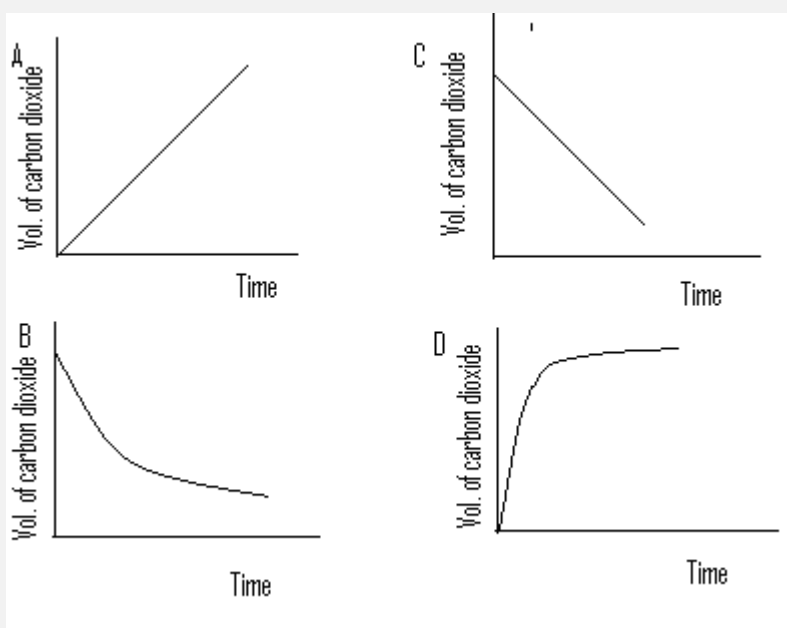 A
Vol. of carbon dioxide
Time
C
Vol. of carbon dioxide
Time
B
Vol. of carbon dioxide
Time
D
Vol. of carbon dioxide
Time